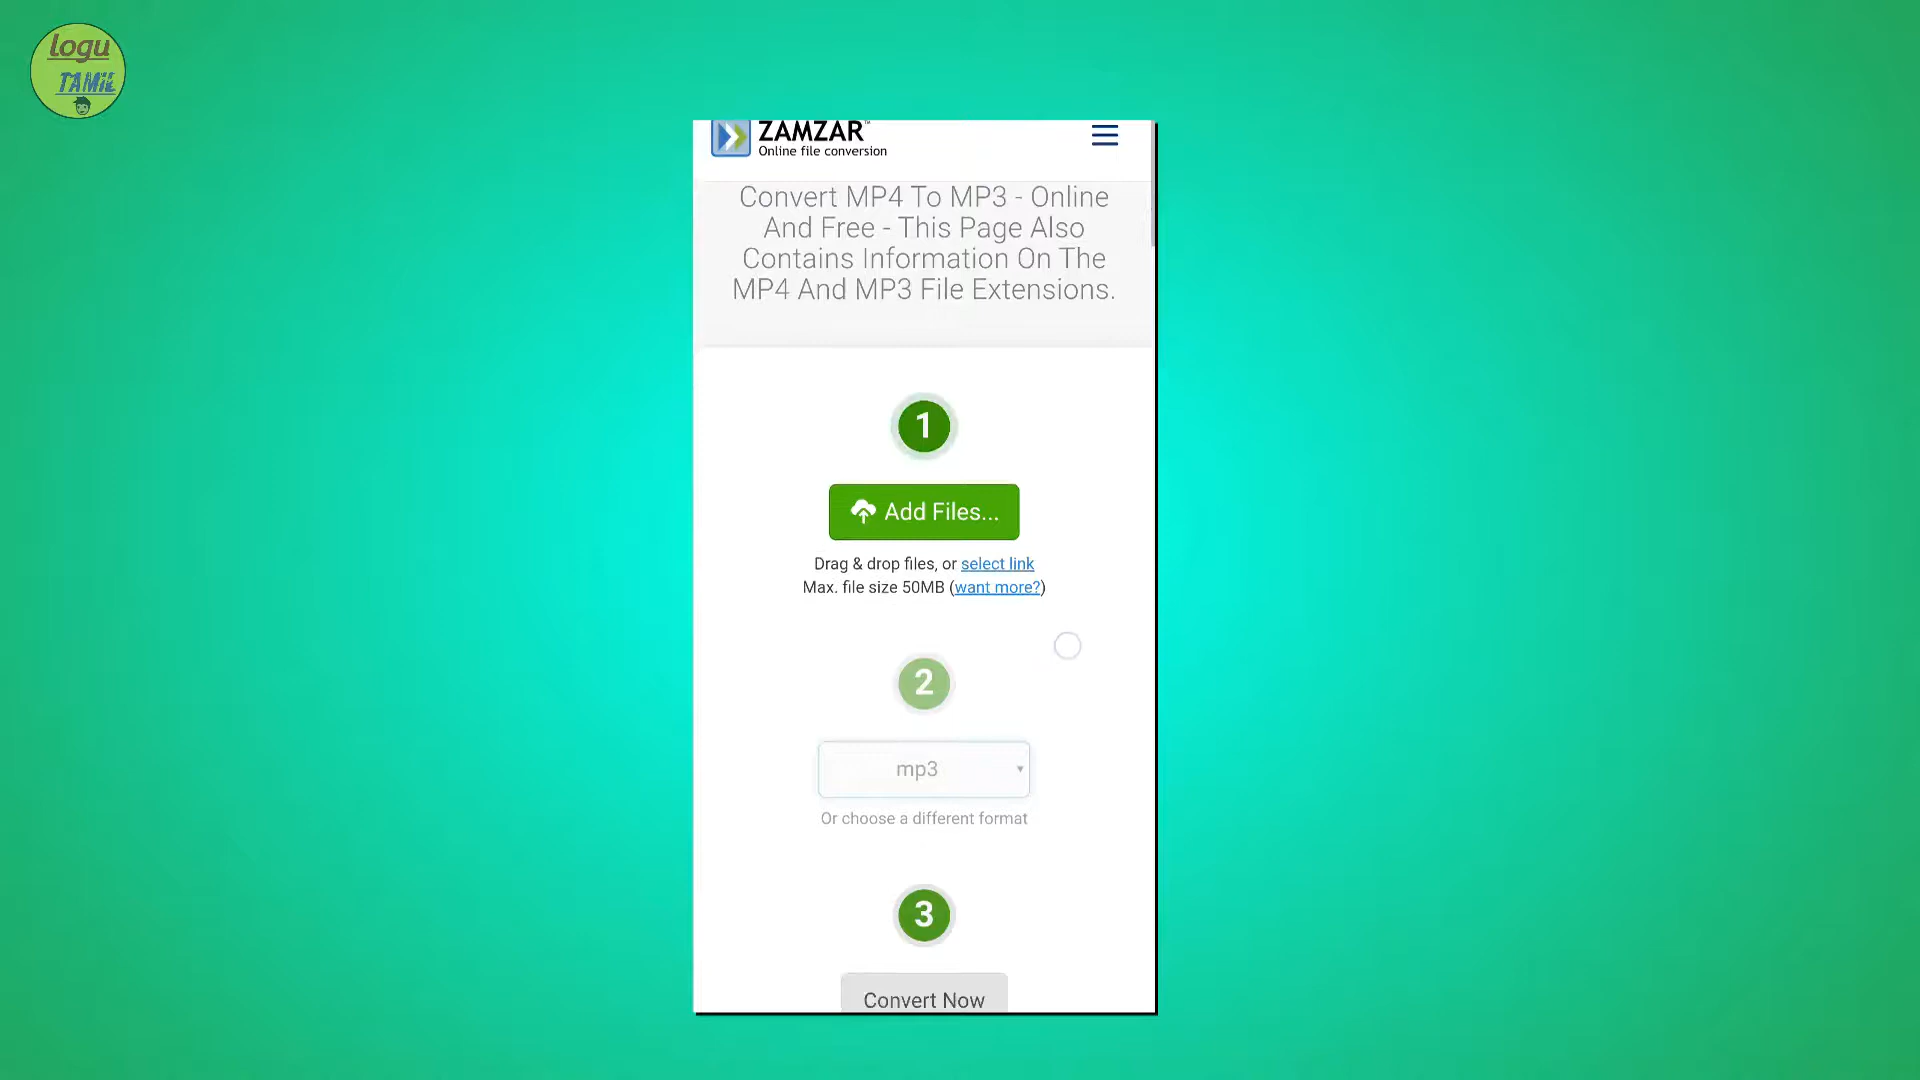 logu
TAMiL
ZAMZAR™
Online file conversion
Convert MP4 To MP3 - Online
And Free - This Page Also
Contains Information On The
MP4 And MP3 File Extensions.
1
Add Files...
Drag & drop files, or select link
Max. file size 50MB (want more?)
2
mp3
Or choose a different format
3
Convert Now